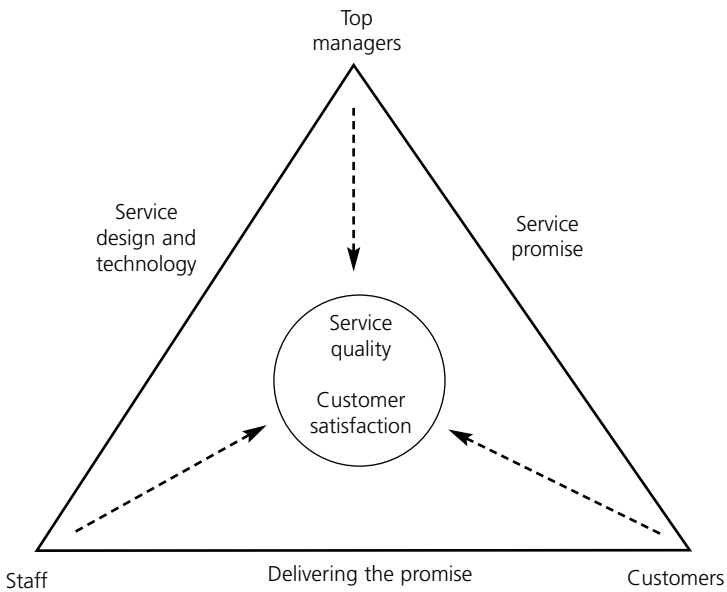 Top
managers
Service
design and
technology
Service
promise
Service
quality
Customer
satisfaction
Staff
Delivering the promise
Customers